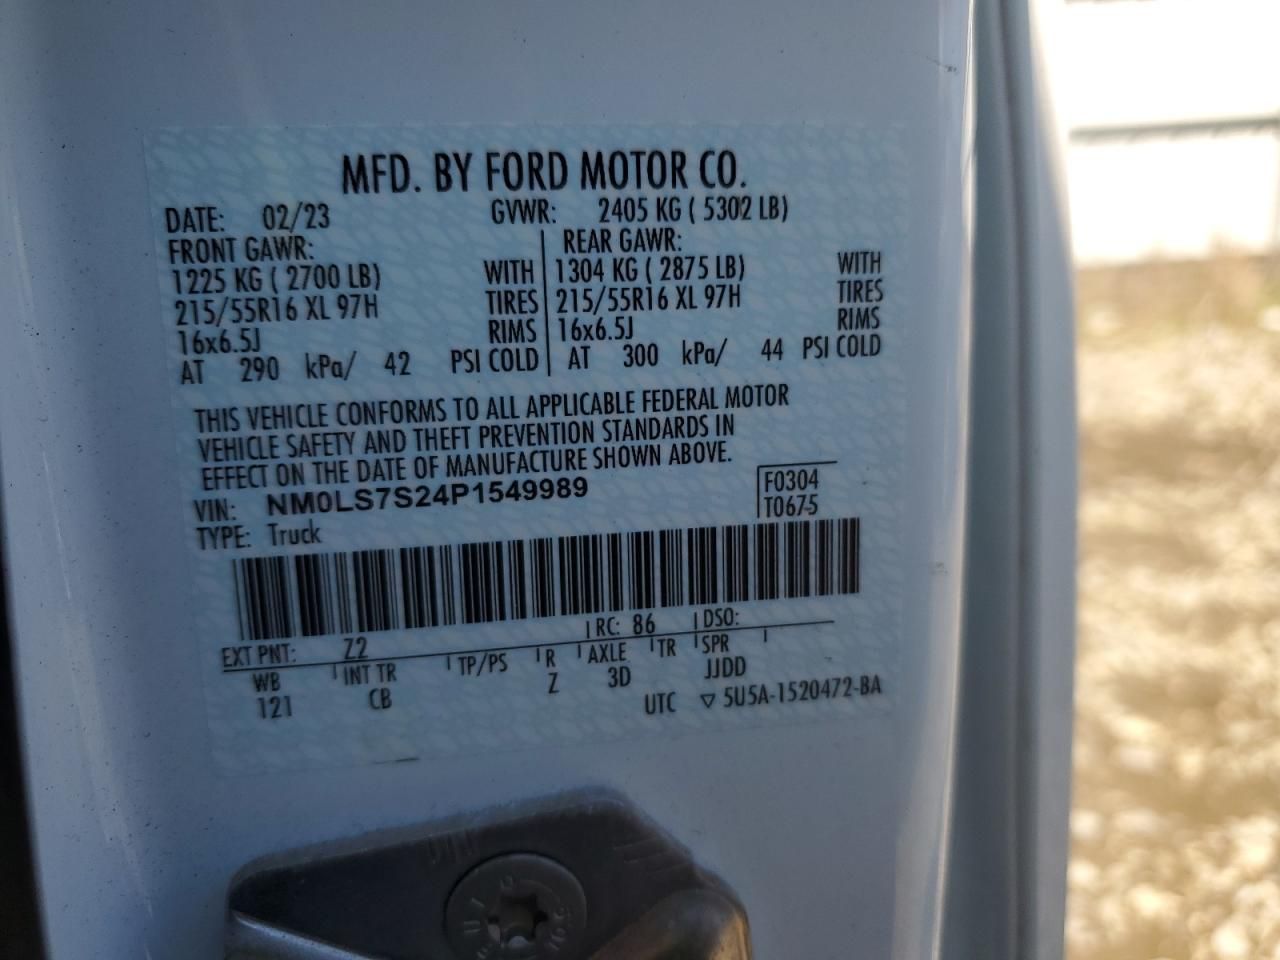 MFD. BY FORD MOTOR CO.
DATE: 02/23 GVWR: 2405 KG ( 5302 LB)
FRONT GAWR: REAR GAWR:
1225 KG ( 2700 LB) WITH 1304 KG ( 2875 LB) WITH
215/55R16 XL 97H TIRES 215/55R16 XL 97H TIRES
16x6.5J RIMS 16x6.5J RIMS
AT 290 kPa/ 42 PSI COLD AT 300 kPa/ 44 PSI COLD
THIS VEHICLE CONFORMS TO ALL APPLICABLE FEDERAL MOTOR
VEHICLE SAFETY AND THEFT PREVENTION STANDARDS IN
EFFECT ON THE DATE OF MANUFACTURE SHOWN ABOVE.
VIN: NM0LS7S24P1549989 F0304
TYPE: Truck T0675
EXT PNT: Z2 RC: 86 DSO:
WB INT TR TP/PS R AXLE TR SPR
121 CB Z 3D JJDD
UTC ▽ 5U5A-1520472-BA